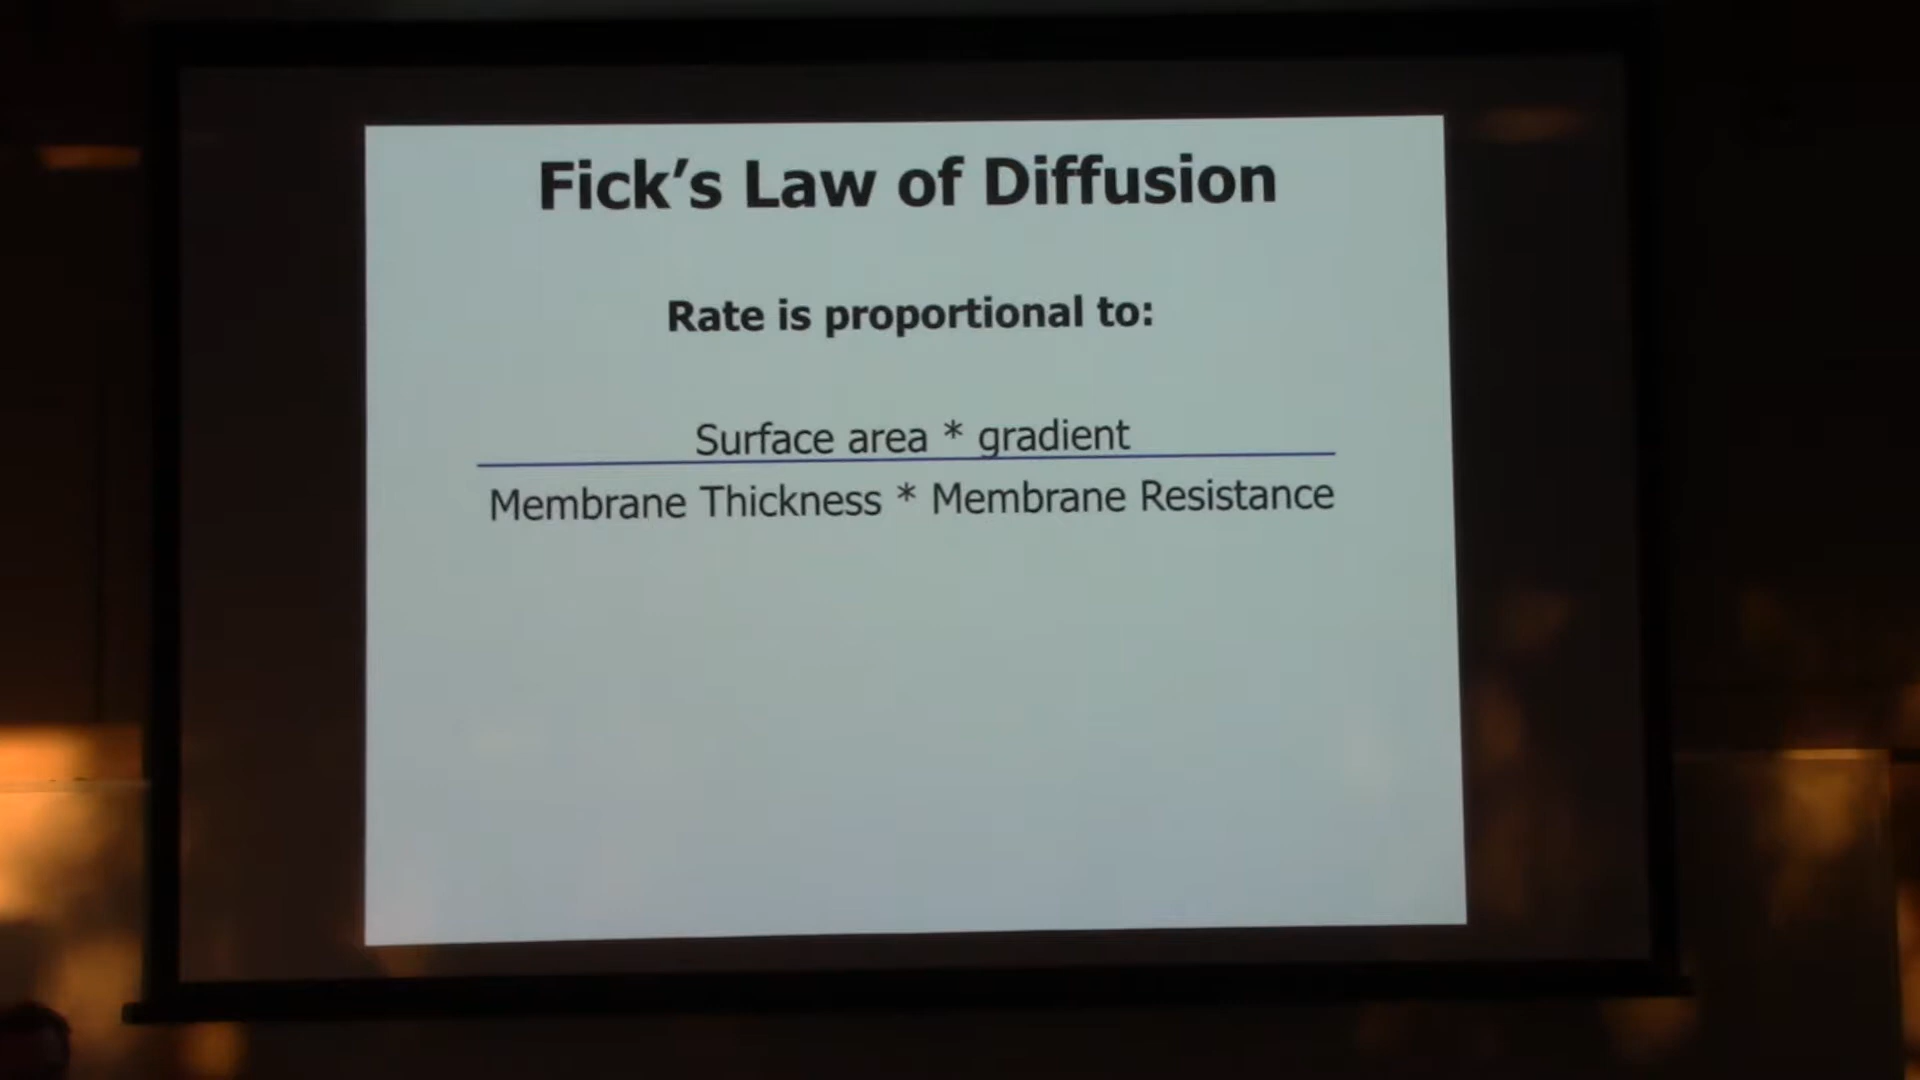 Fick’s Law of Diffusion
Rate is proportional to:
Surface area * gradient
Membrane Thickness * Membrane Resistance